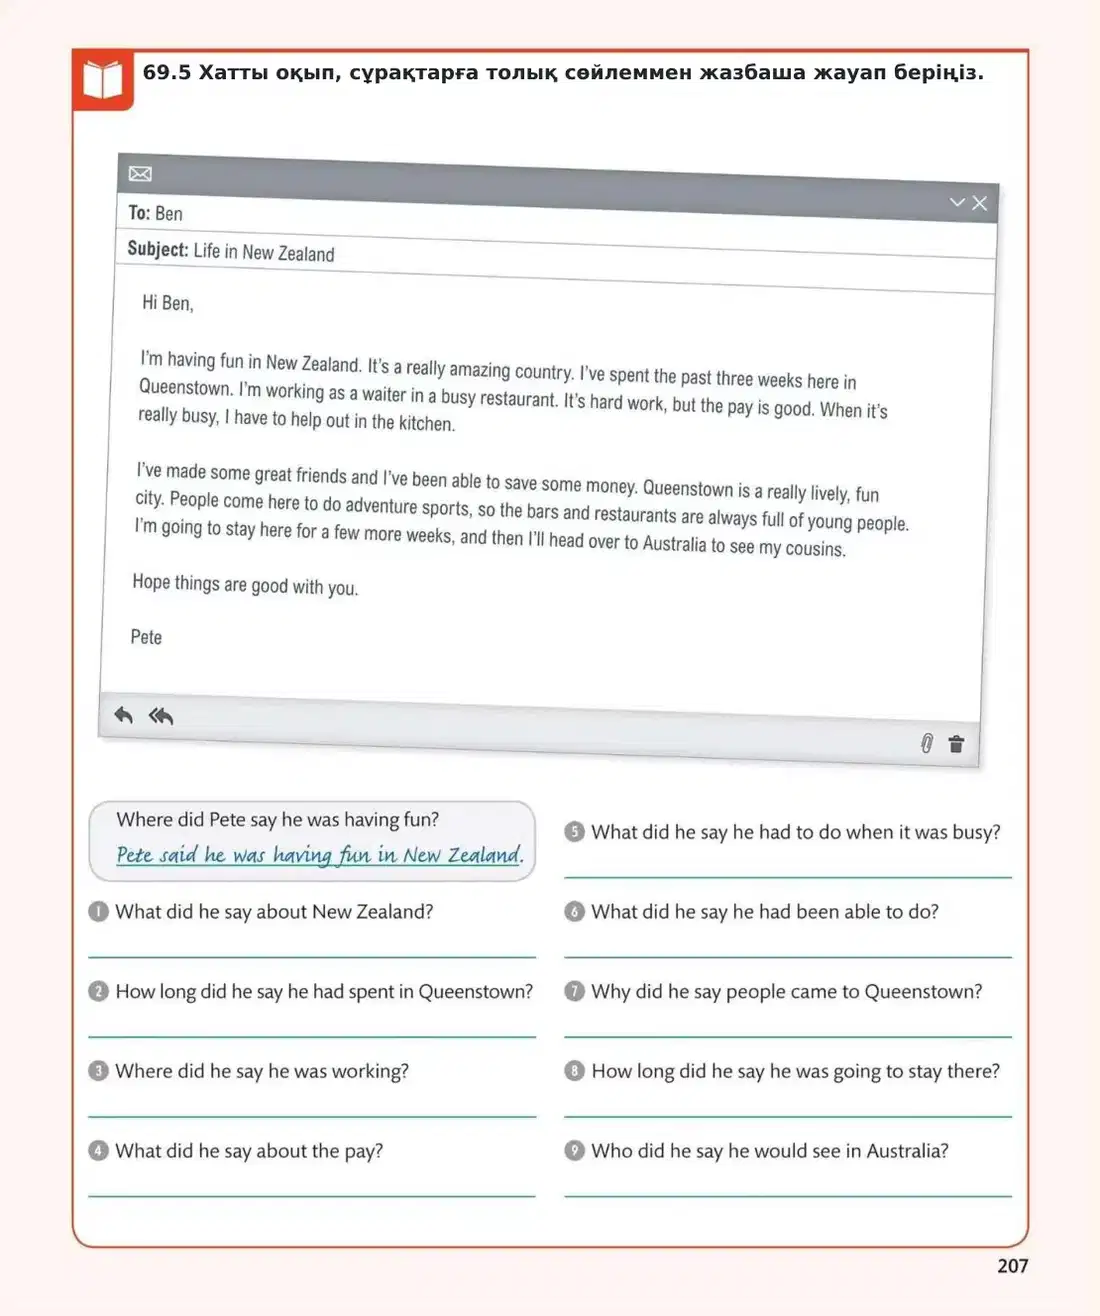 69.5 Хатты оқып, сұрақтарға толық сөйлеммен жазбаша жауап беріңіз.
To: Ben
Subject: Life in New Zealand
Hi Ben,
I'm having fun in New Zealand. It's a really amazing country. I've spent the past three weeks here in
Queenstown. I'm working as a waiter in a busy restaurant. It's hard work, but the pay is good. When it's
really busy, I have to help out in the kitchen.
I've made some great friends and I've been able to save some money. Queenstown is a really lively, fun
city. People come here to do adventure sports, so the bars and restaurants are always full of young people.
I'm going to stay here for a few more weeks, and then I'll head over to Australia to see my cousins.
Hope things are good with you.
Pete
Where did Pete say he was having fun?
Pete said he was having fun in New Zealand.
1 What did he say about New Zealand?
2 How long did he say he had spent in Queenstown?
3 Where did he say he was working?
4 What did he say about the pay?
5 What did he say he had to do when it was busy?
6 What did he say he had been able to do?
7 Why did he say people came to Queenstown?
8 How long did he say he was going to stay there?
9 Who did he say he would see in Australia?
207